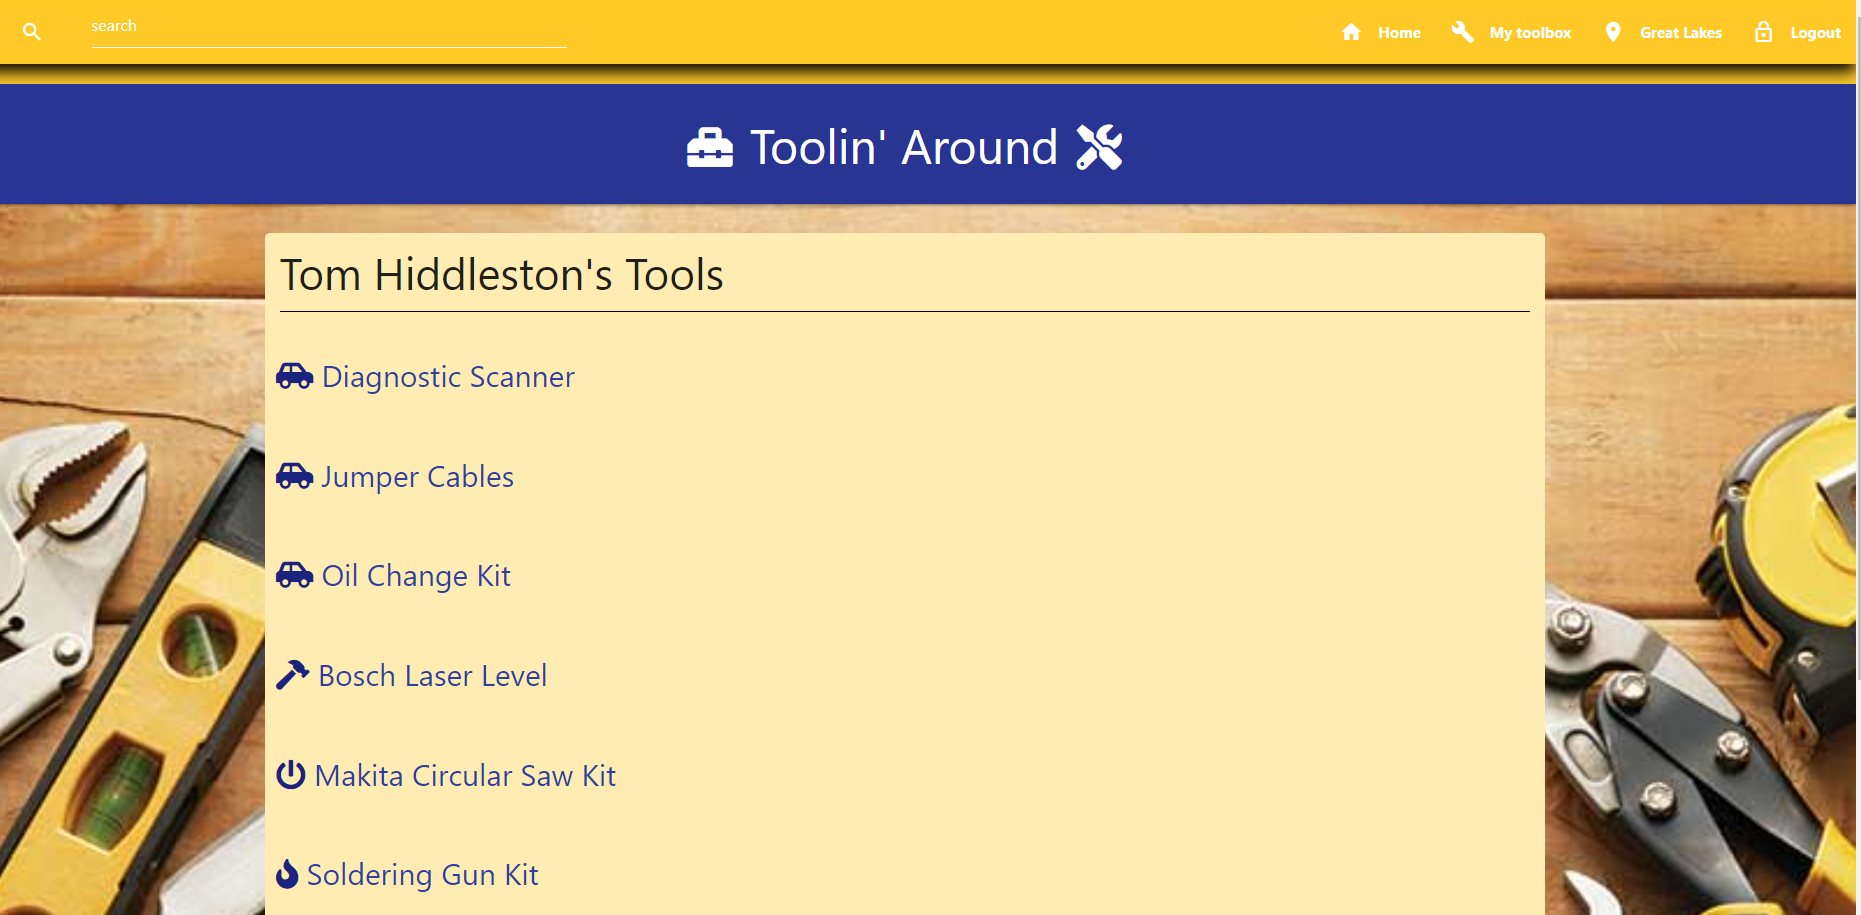 search
Home
My toolbox
Great Lakes
Logout
Toolin' Around
Tom Hiddleston's Tools
Diagnostic Scanner
Jumper Cables
Oil Change Kit
Bosch Laser Level
Makita Circular Saw Kit
Soldering Gun Kit